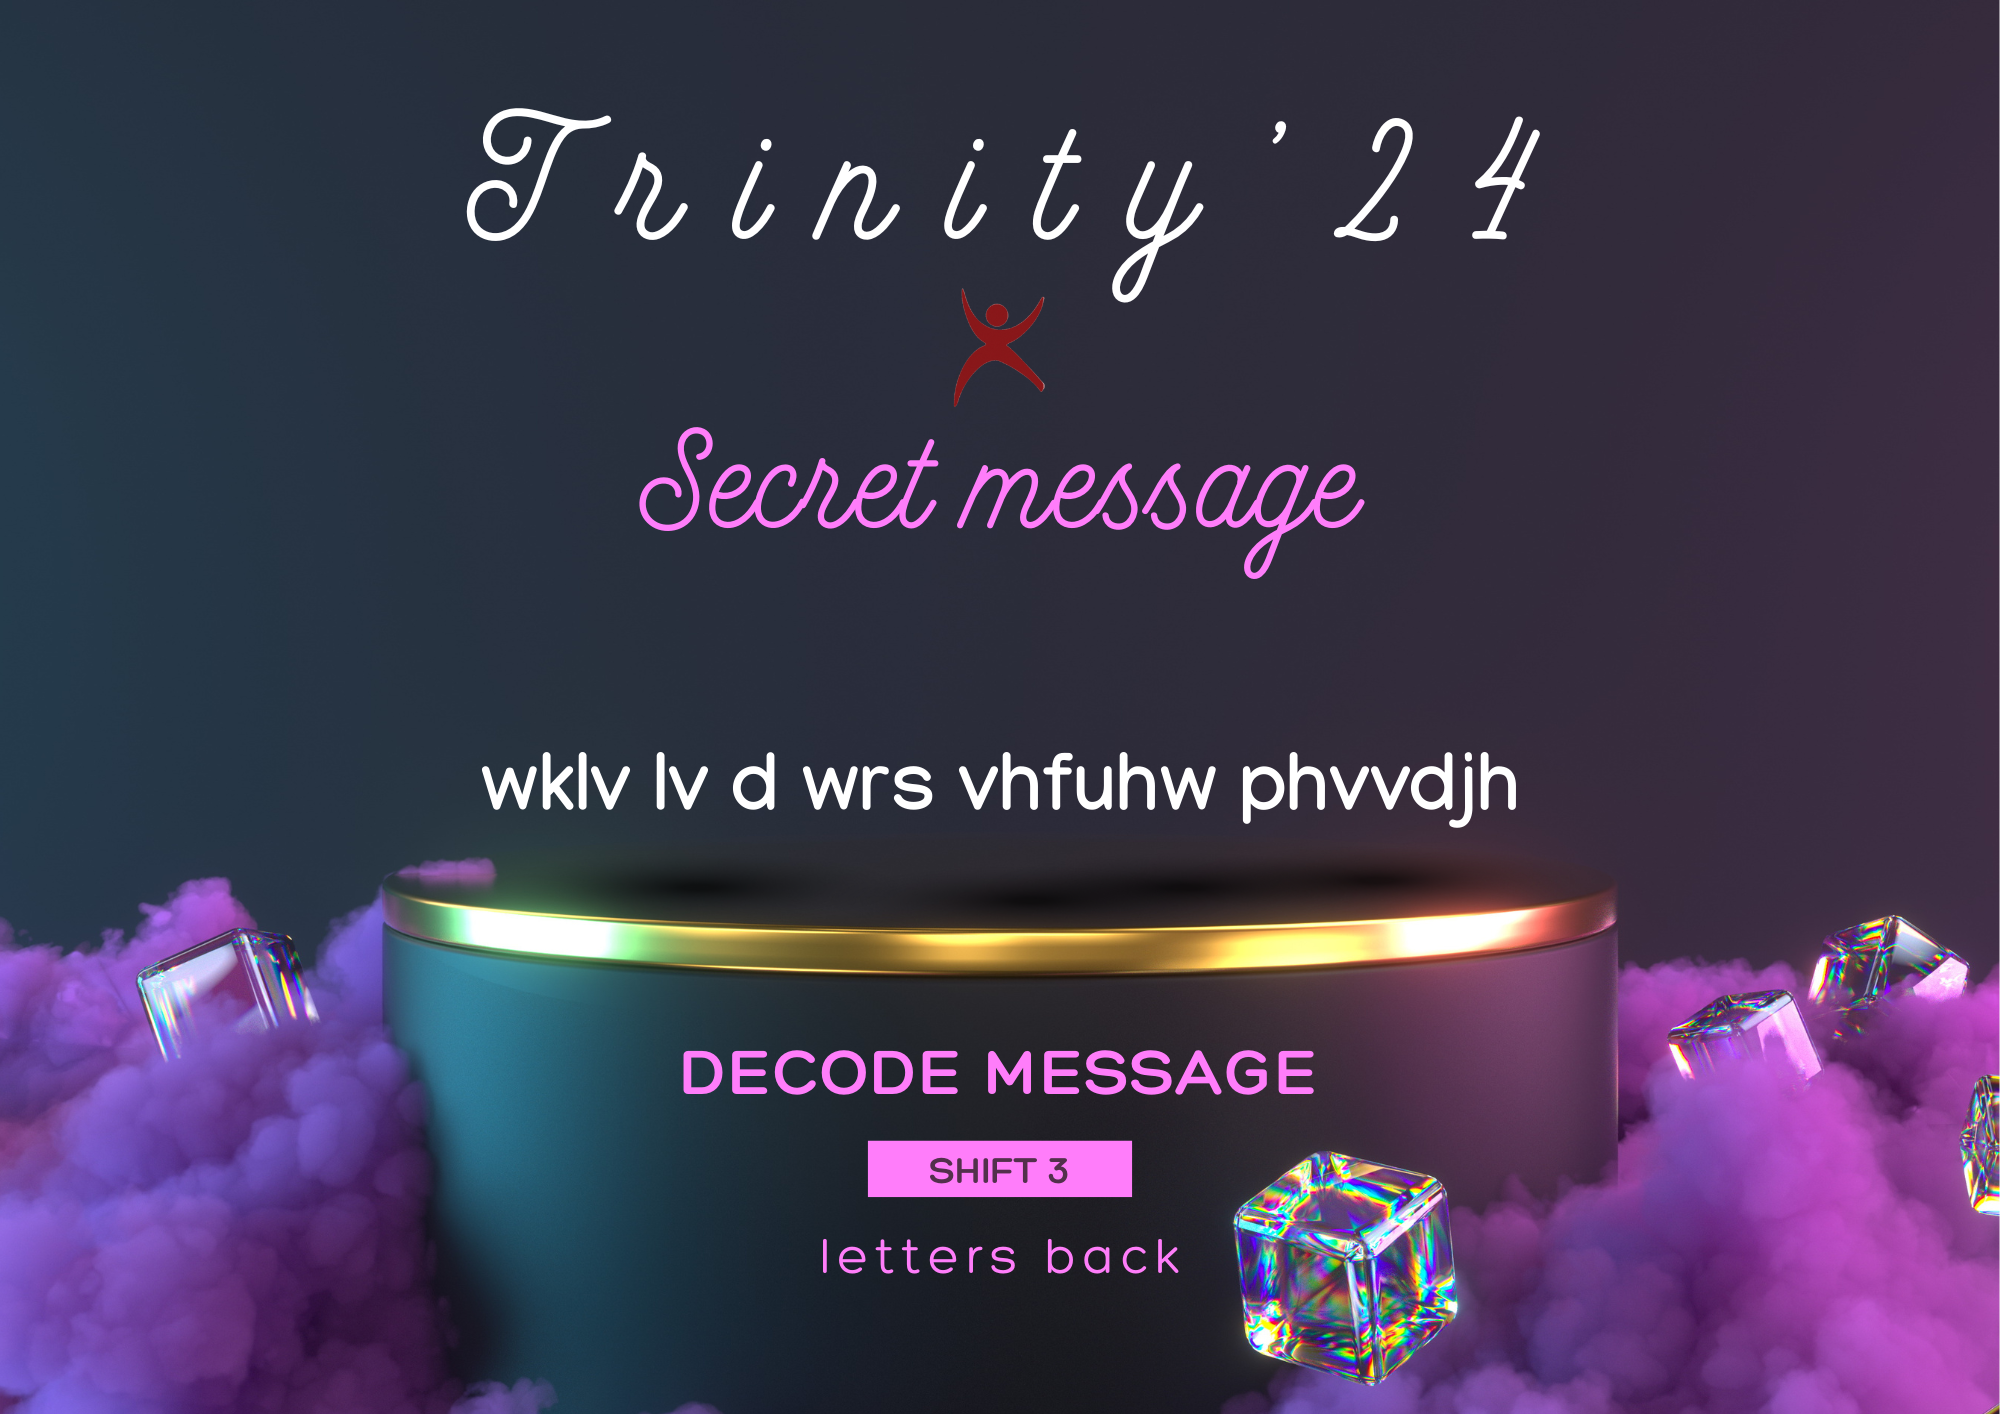 Trinity’24
Secret message
wklv lv d wrs vhfuhw phvvdjh
DECODE MESSAGE
SHIFT 3
letters back